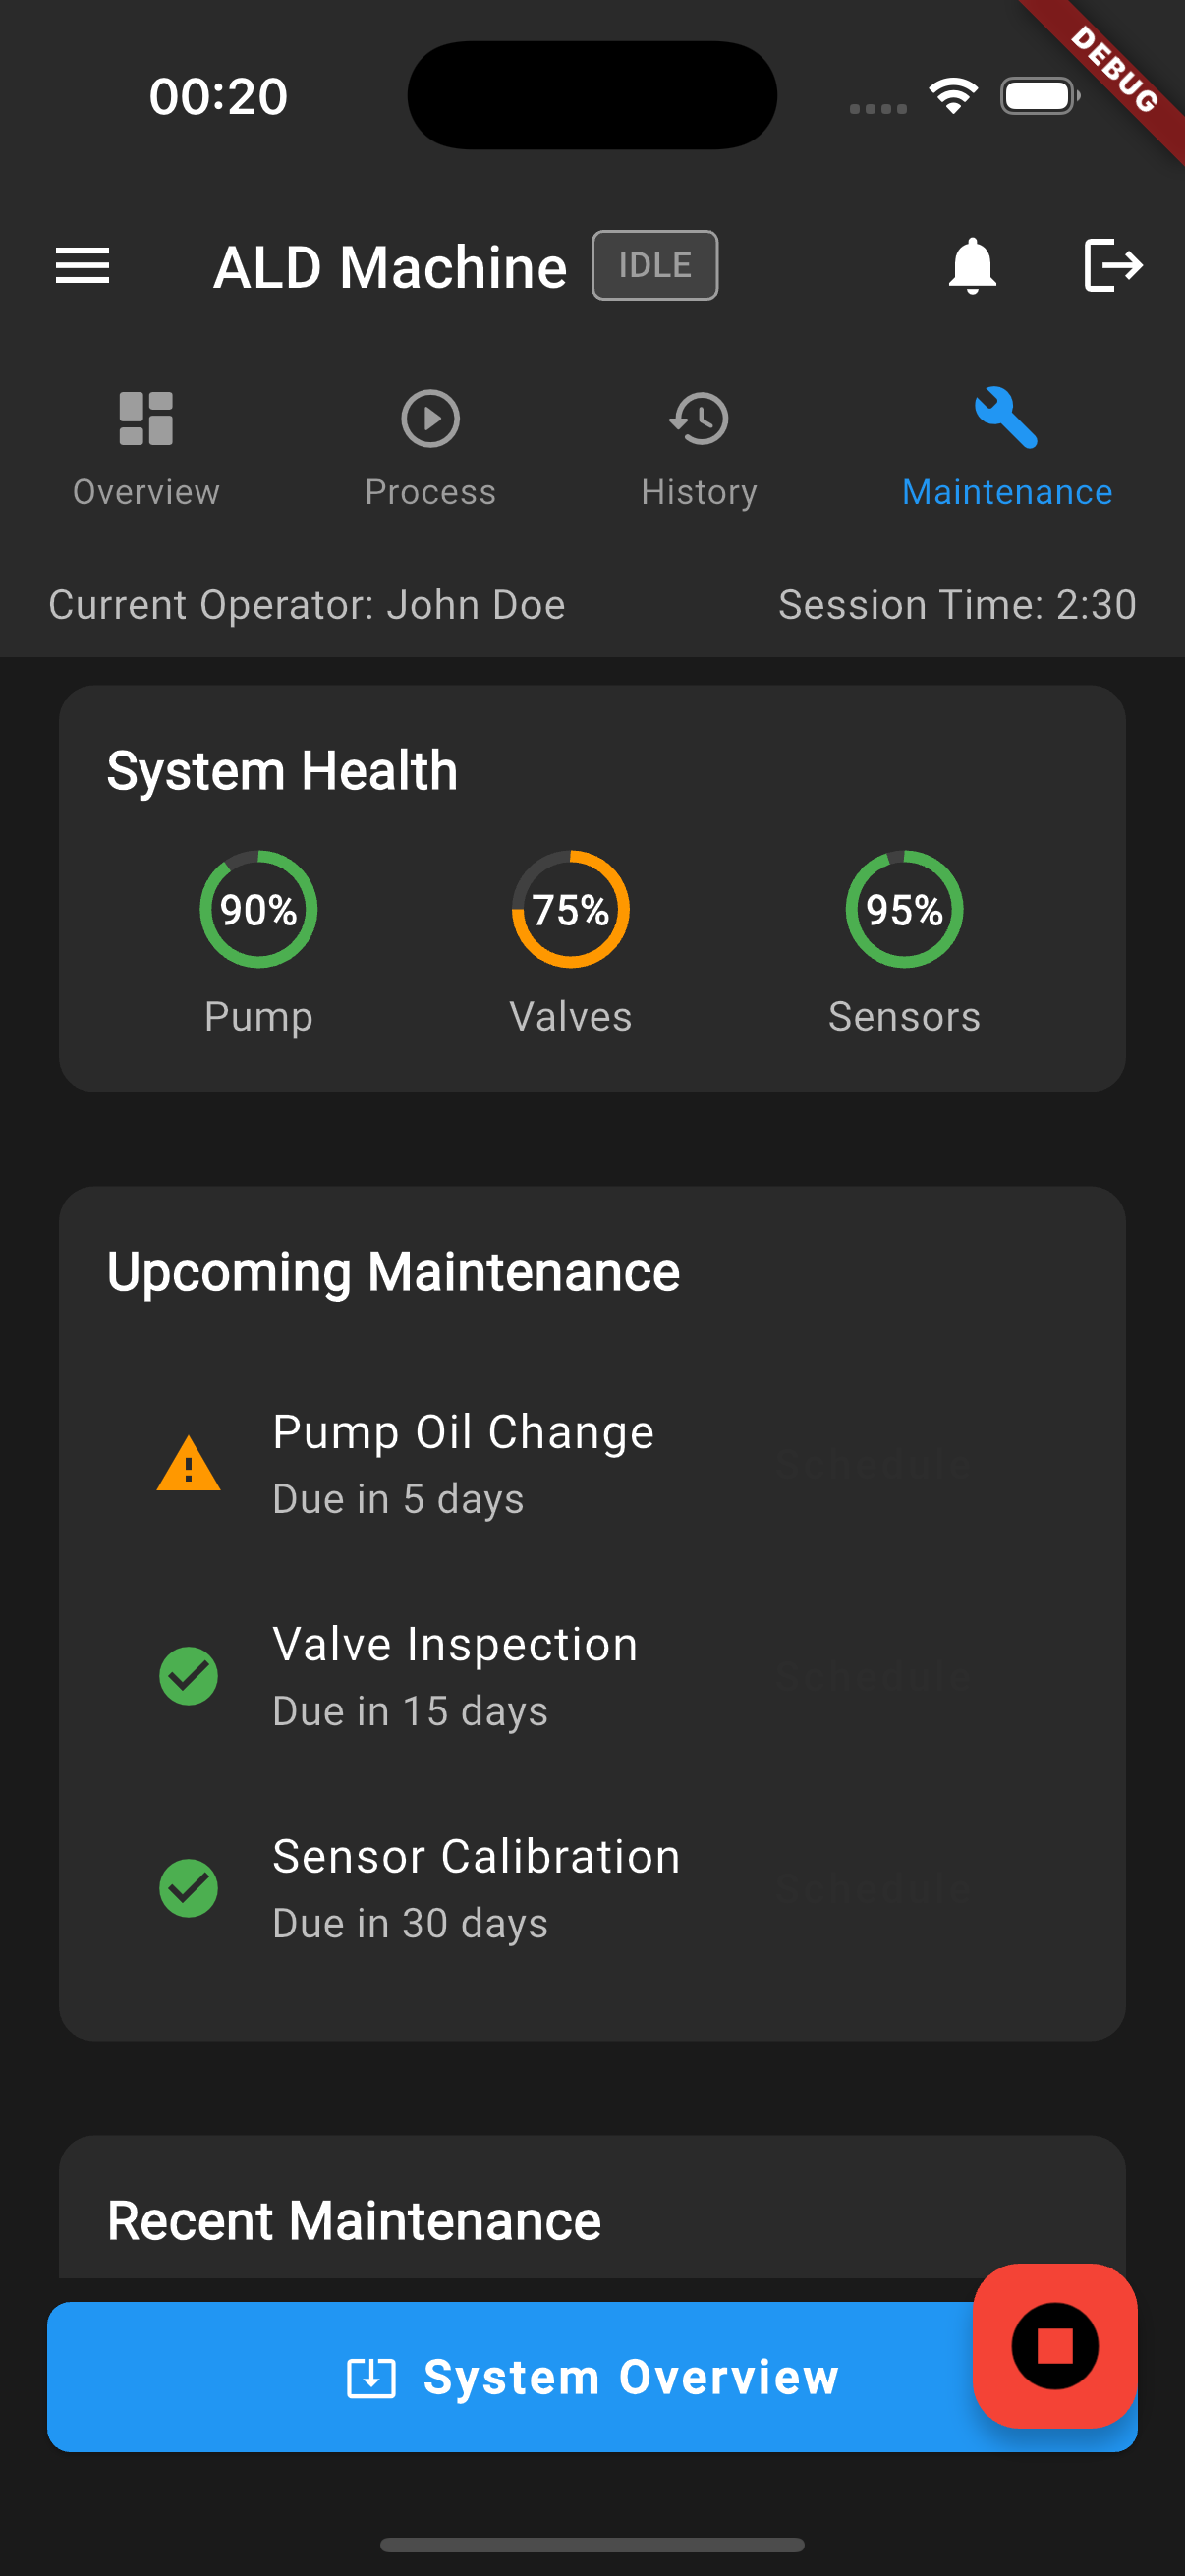 00:20
DEBUG
ALD Machine IDLE
Overview Process History Maintenance
Current Operator: John Doe Session Time: 2:30
System Health
90% 75% 95%
Pump Valves Sensors
Upcoming Maintenance
Pump Oil Change
Due in 5 days
Schedule
Valve Inspection
Due in 15 days
Schedule
Sensor Calibration
Due in 30 days
Schedule
Recent Maintenance
System Overview